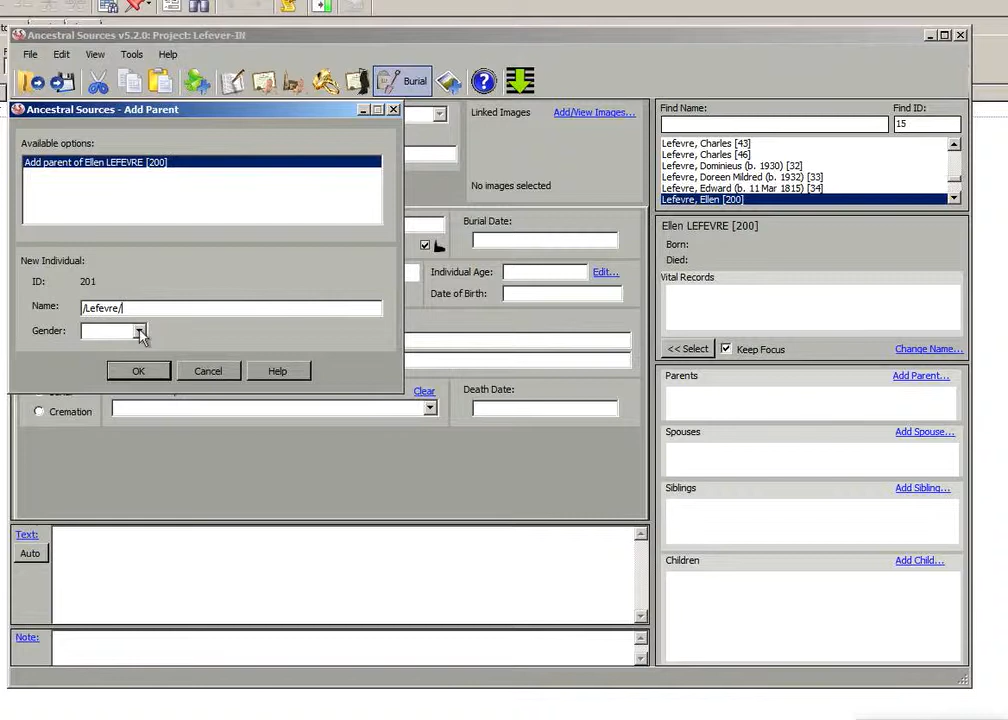 Ancestral Sources v5.2.0: Project: Lefever-IN
File Edit View Tools Help
Burial
Ancestral Sources - Add Parent
Available options:
Add parent of Ellen LEFEVRE [200]
New Individual:
ID: 201
Name: /Lefevre/
Gender:
OK Cancel Help
Linked Images Add/View Images...
No images selected
Burial Date:
Individual Age: Edit...
Date of Birth:
Clear
Death Date:
Cremation
Text:
Auto
Note:
Find Name: Find ID:
15
Lefevre, Charles [43]
Lefevre, Charles [46]
Lefevre, Dominieus (b. 1930) [32]
Lefevre, Doreen Mildred (b. 1932) [33]
Lefevre, Edward (b. 11 Mar 1815) [34]
Lefevre, Ellen [200]
Ellen LEFEVRE [200]
Born:
Died:
Vital Records
<< Select Keep Focus Change Name...
Parents Add Parent...
Spouses Add Spouse...
Siblings Add Sibling...
Children Add Child...